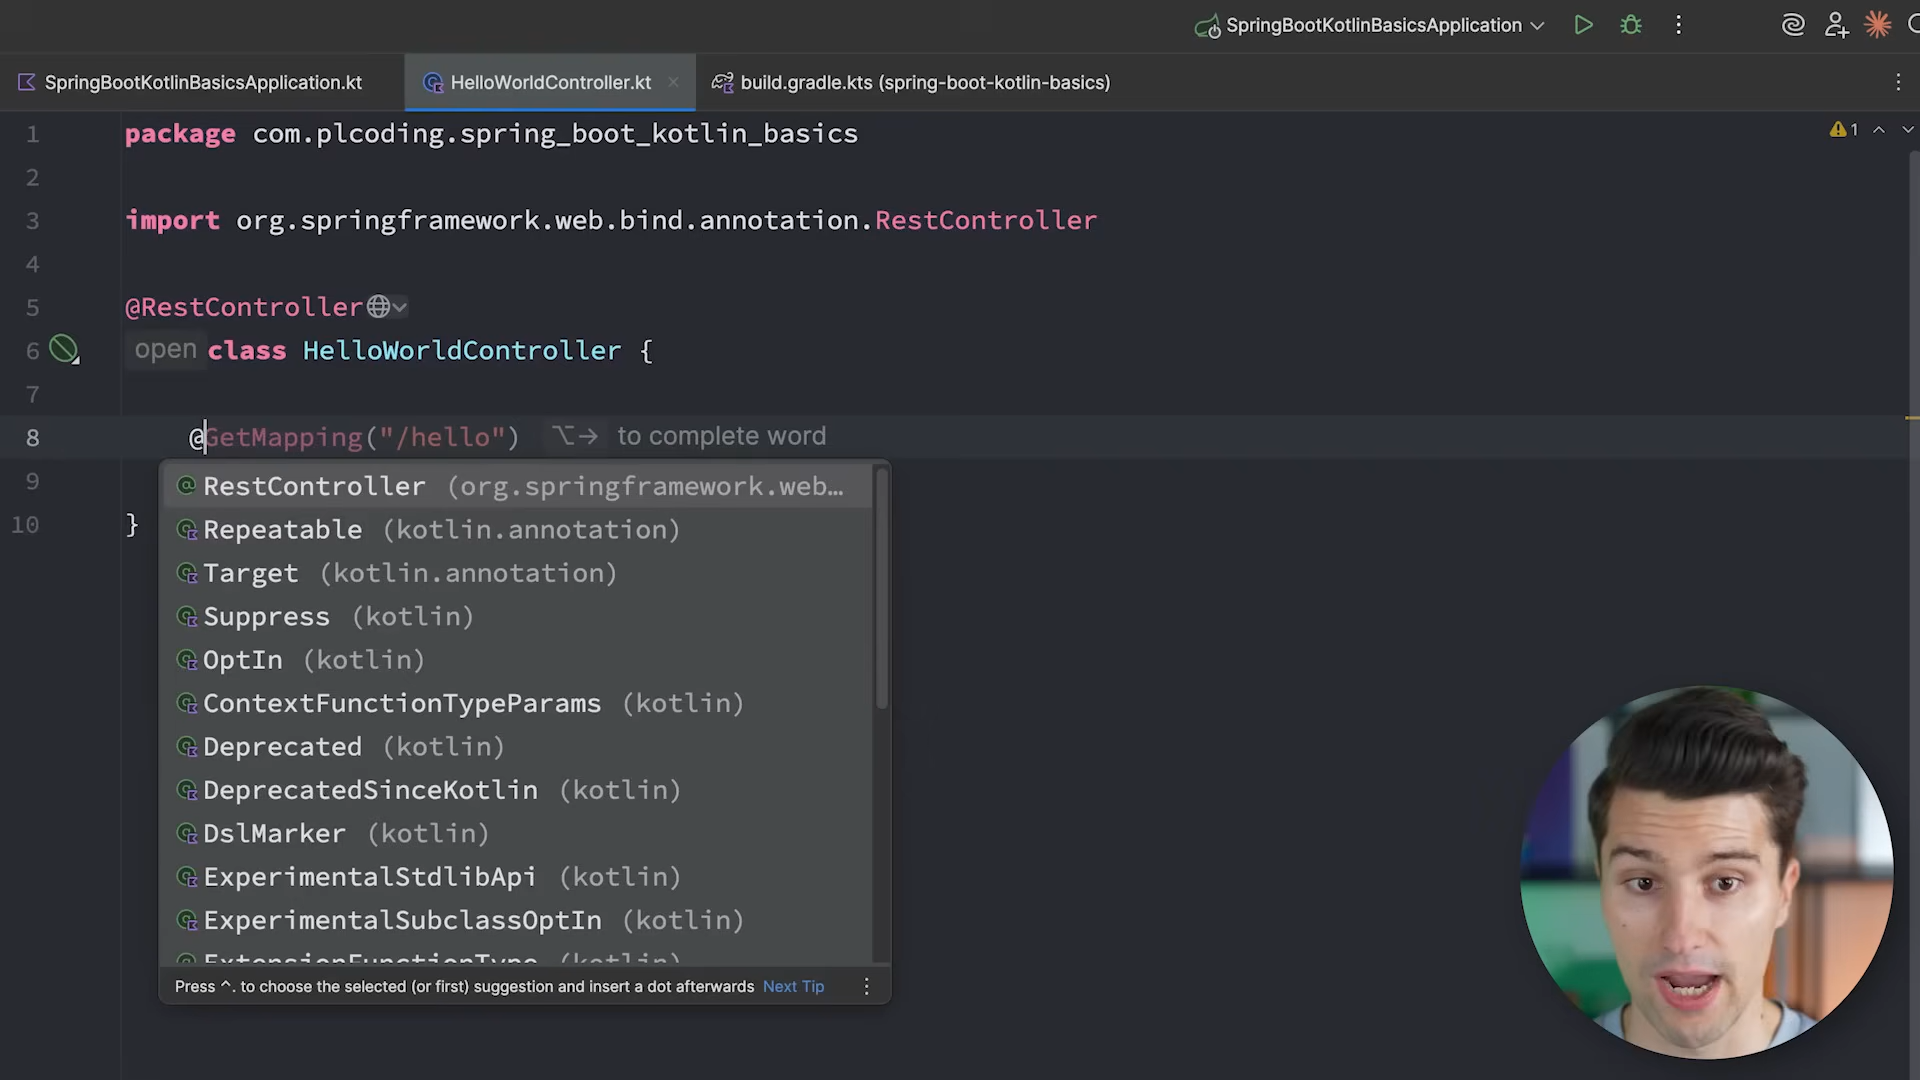 SpringBootKotlinBasicsApplication
SpringBootKotlinBasicsApplication.kt
HelloWorldController.kt
build.gradle.kts (spring-boot-kotlin-basics)
1 package com.plcoding.spring_boot_kotlin_basics
1
2
3 import org.springframework.web.bind.annotation.RestController
4
5 @RestController
6 open class HelloWorldController {
7
8 @GetMapping("/hello") ⌥→ to complete word
9
10 }
RestController (org.springframework.web…
Repeatable (kotlin.annotation)
Target (kotlin.annotation)
Suppress (kotlin)
OptIn (kotlin)
ContextFunctionTypeParams (kotlin)
Deprecated (kotlin)
DeprecatedSinceKotlin (kotlin)
DslMarker (kotlin)
ExperimentalStdlibApi (kotlin)
ExperimentalSubclassOptIn (kotlin)
ExtensionFunctionType (kotlin)
Press ^. to choose the selected (or first) suggestion and insert a dot afterwards Next Tip